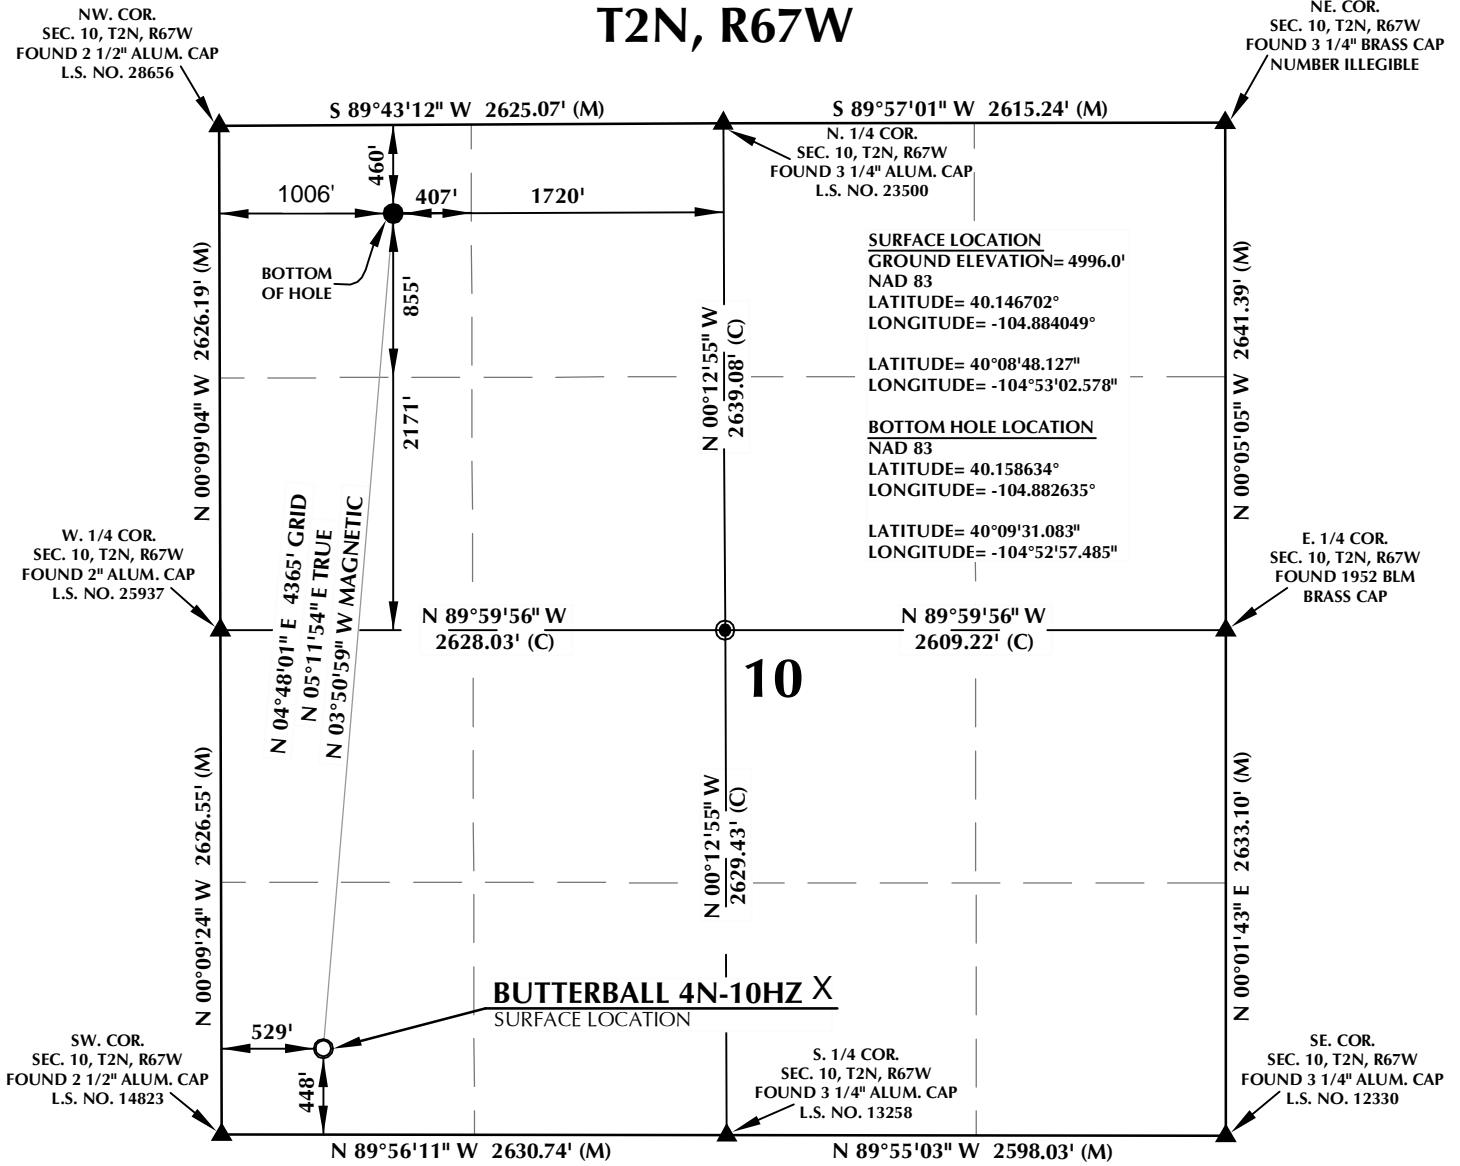 T2N, R67W
NW. COR.
SEC. 10, T2N, R67W
FOUND 2 1/2" ALUM. CAP
L.S. NO. 28656
NE. COR.
SEC. 10, T2N, R67W
FOUND 3 1/4" BRASS CAP
NUMBER ILLEGIBLE
S 89°43'12" W 2625.07' (M)
S 89°57'01" W 2615.24' (M)
N. 1/4 COR.
SEC. 10, T2N, R67W
FOUND 3 1/4" ALUM. CAP
L.S. NO. 23500
460'
1006'
407'
1720'
BOTTOM
OF HOLE
855'
2171'
N 00°09'04" W 2626.19' (M)
N 00°12'55" W
2639.08' (C)
SURFACE LOCATION
GROUND ELEVATION= 4996.0'
NAD 83
LATITUDE= 40.146702°
LONGITUDE= -104.884049°
LATITUDE= 40°08'48.127"
LONGITUDE= -104°53'02.578"
BOTTOM HOLE LOCATION
NAD 83
LATITUDE= 40.158634°
LONGITUDE= -104.882635°
LATITUDE= 40°09'31.083"
LONGITUDE= -104°52'57.485"
N 00°05'05" W 2641.39' (M)
W. 1/4 COR.
SEC. 10, T2N, R67W
FOUND 2" ALUM. CAP
L.S. NO. 25937
E. 1/4 COR.
SEC. 10, T2N, R67W
FOUND 1952 BLM
BRASS CAP
N 04°48'01" E 4365' GRID
N 05°11'54" E TRUE
N 03°50'59" W MAGNETIC
N 89°59'56" W
2628.03' (C)
N 89°59'56" W
2609.22' (C)
10
N 00°09'24" W 2626.55' (M)
N 00°12'55" W
2629.43' (C)
N 00°01'43" E 2633.10' (M)
BUTTERBALL 4N-10HZ X
SURFACE LOCATION
529'
448'
SW. COR.
SEC. 10, T2N, R67W
FOUND 2 1/2" ALUM. CAP
L.S. NO. 14823
S. 1/4 COR.
SEC. 10, T2N, R67W
FOUND 3 1/4" ALUM. CAP
L.S. NO. 13258
SE. COR.
SEC. 10, T2N, R67W
FOUND 3 1/4" ALUM. CAP
L.S. NO. 12330
N 89°56'11" W 2630.74' (M)
N 89°55'03" W 2598.03' (M)